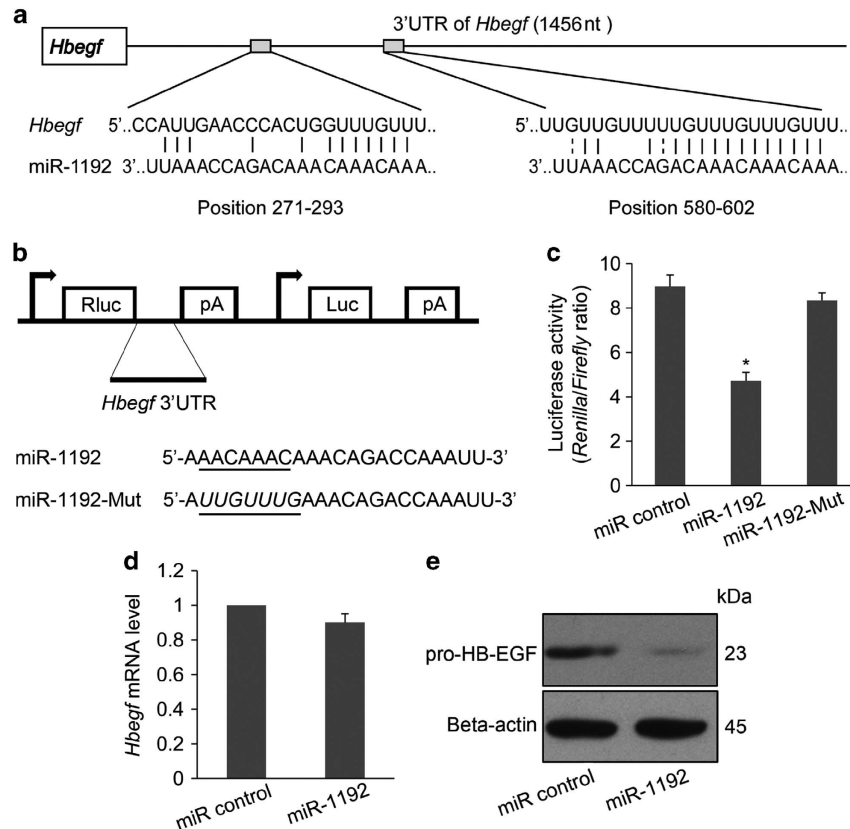 a
3'UTR of Hbegf (1456nt )
Hbegf
Hbegf 5'..CCAUUGAACCCACUGGUUUGUUU.. 5'..UUGUUGUUUUUGUUUGUUUGUUU..
miR-1192 3'..UUAAACCAGACAAACAAACAAA.. 3'..UUAAACCAGACAAACAAACAAA..
Position 271-293 Position 580-602
b
Rluc pA Luc pA
Hbegf 3'UTR
miR-1192 5'-AAACAAACAAACAGACCAAAUU-3'
miR-1192-Mut 5'-AUUGUUUGAAACAGACCAAAUU-3'
c
Luciferase activity
(Renilla/Firefly ratio)
10
8
6
4
2
0
*
miR control miR-1192 miR-1192-Mut
d
Hbegf mRNA level
1.2
1
0.8
0.6
0.4
0.2
0
miR control miR-1192
e
kDa
pro-HB-EGF 23
Beta-actin 45
miR control miR-1192